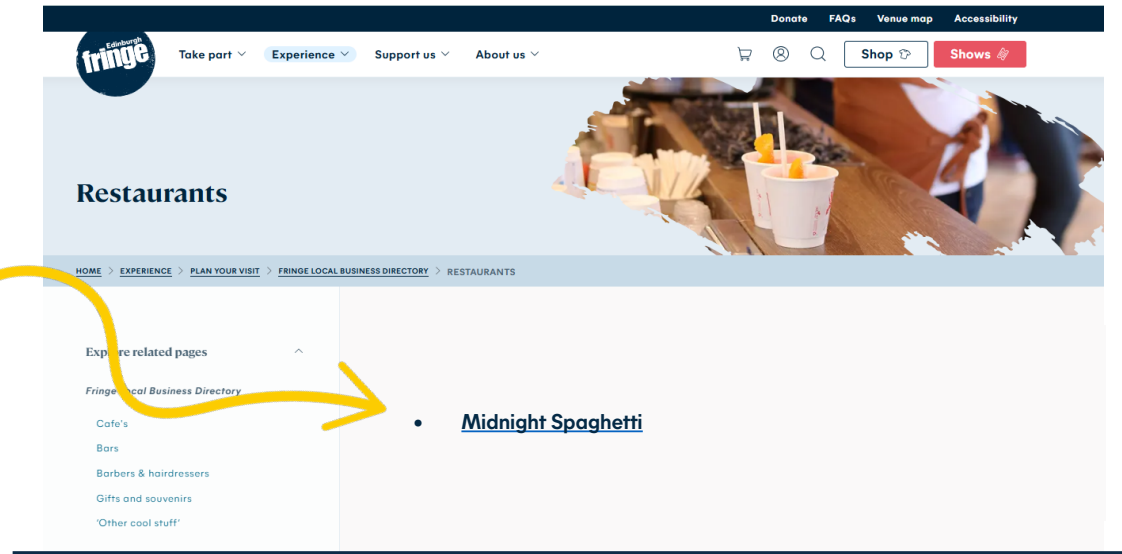 Donate FAQs Venue map Accessibility
Edinburgh
fringe
Take part Experience Support us About us Shop Shows
Restaurants
HOME > EXPERIENCE > PLAN YOUR VISIT > FRINGE LOCAL BUSINESS DIRECTORY > RESTAURANTS
Explore related pages
Fringe Local Business Directory
Cafe's
Bars
Barbers & hairdressers
Gifts and souvenirs
'Other cool stuff'
• Midnight Spaghetti